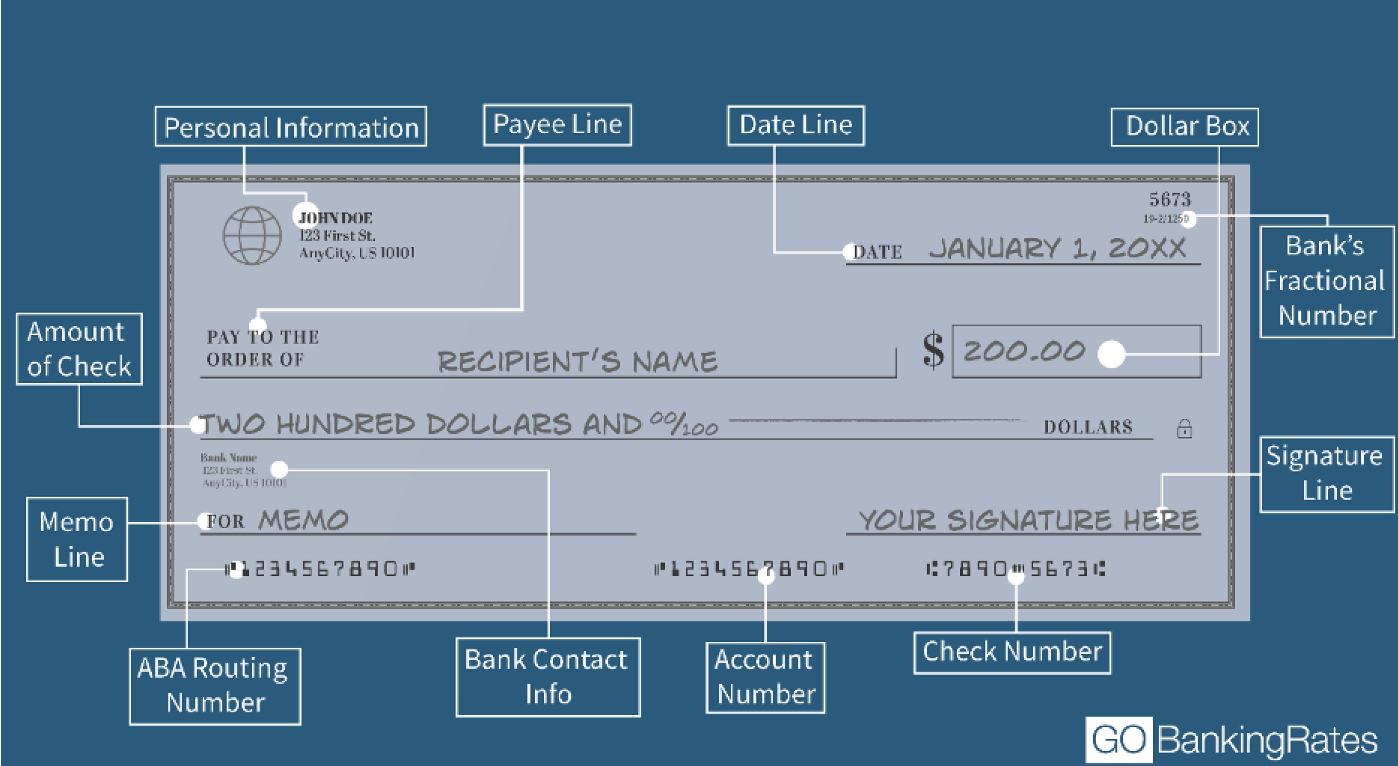 Personal Information
Payee Line
Date Line
Dollar Box
JOHN DOE
123 First St.
AnyCity, US 10101
5673
19-2/1250
DATE JANUARY 1, 20XX
Bank's
Fractional
Number
Amount
of Check
PAY TO THE
ORDER OF RECIPIENT'S NAME
$ 200.00
TWO HUNDRED DOLLARS AND 00/100 DOLLARS
Bank Name
123 First St.
AnyCity, US 10101
Signature
Line
Memo
Line
FOR MEMO
YOUR SIGNATURE HERE
⑈1234567890⑈ ⑈1234567890⑈ ⑆7890⑈5673⑆
ABA Routing
Number
Bank Contact
Info
Account
Number
Check Number
GOBankingRates